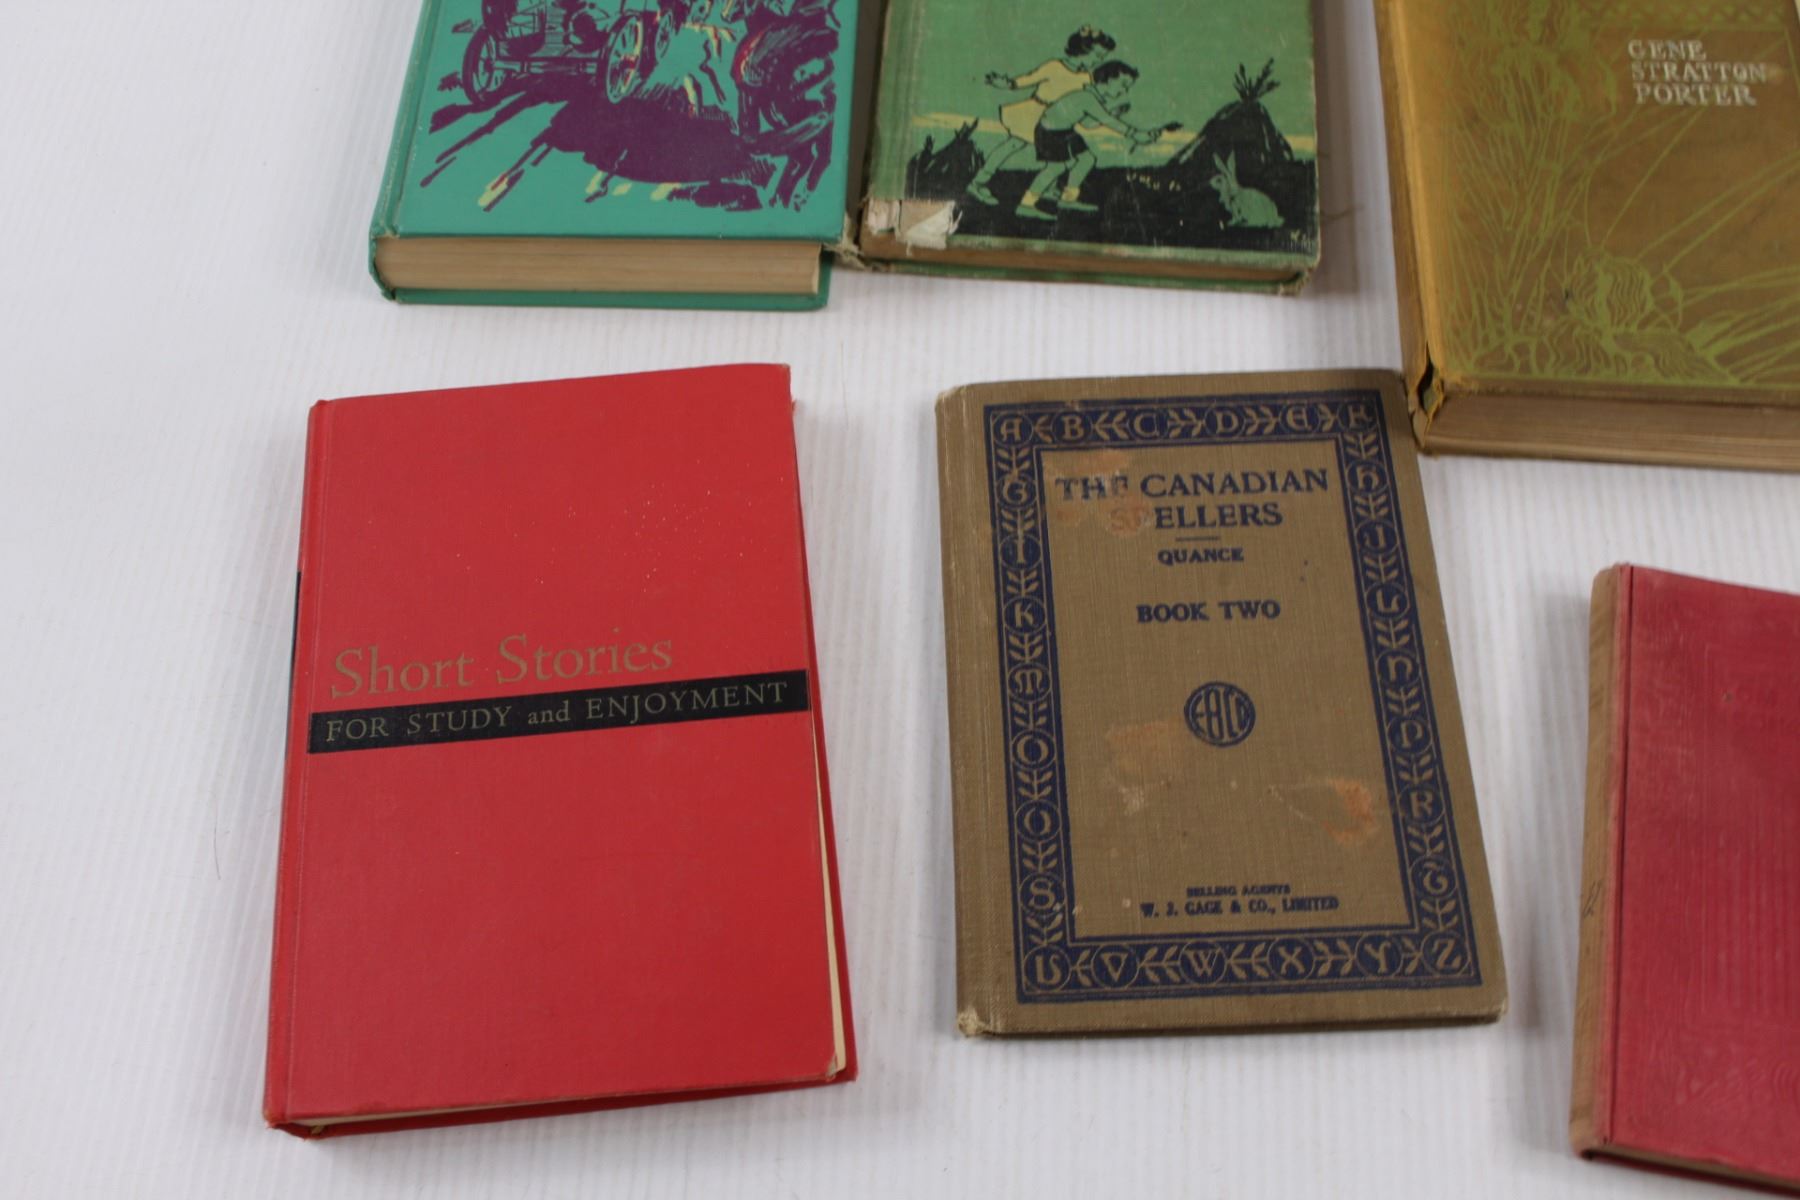 GENE
STRATTON
PORTER
Short Stories
FOR STUDY and ENJOYMENT
A B C D E F
G H
I J
K L
M N
O P
Q R
S T
U V W X Y Z
THE CANADIAN
SPELLERS
QUANCE
BOOK TWO
SELLING AGENTS
W. J. GAGE & CO., LIMITED